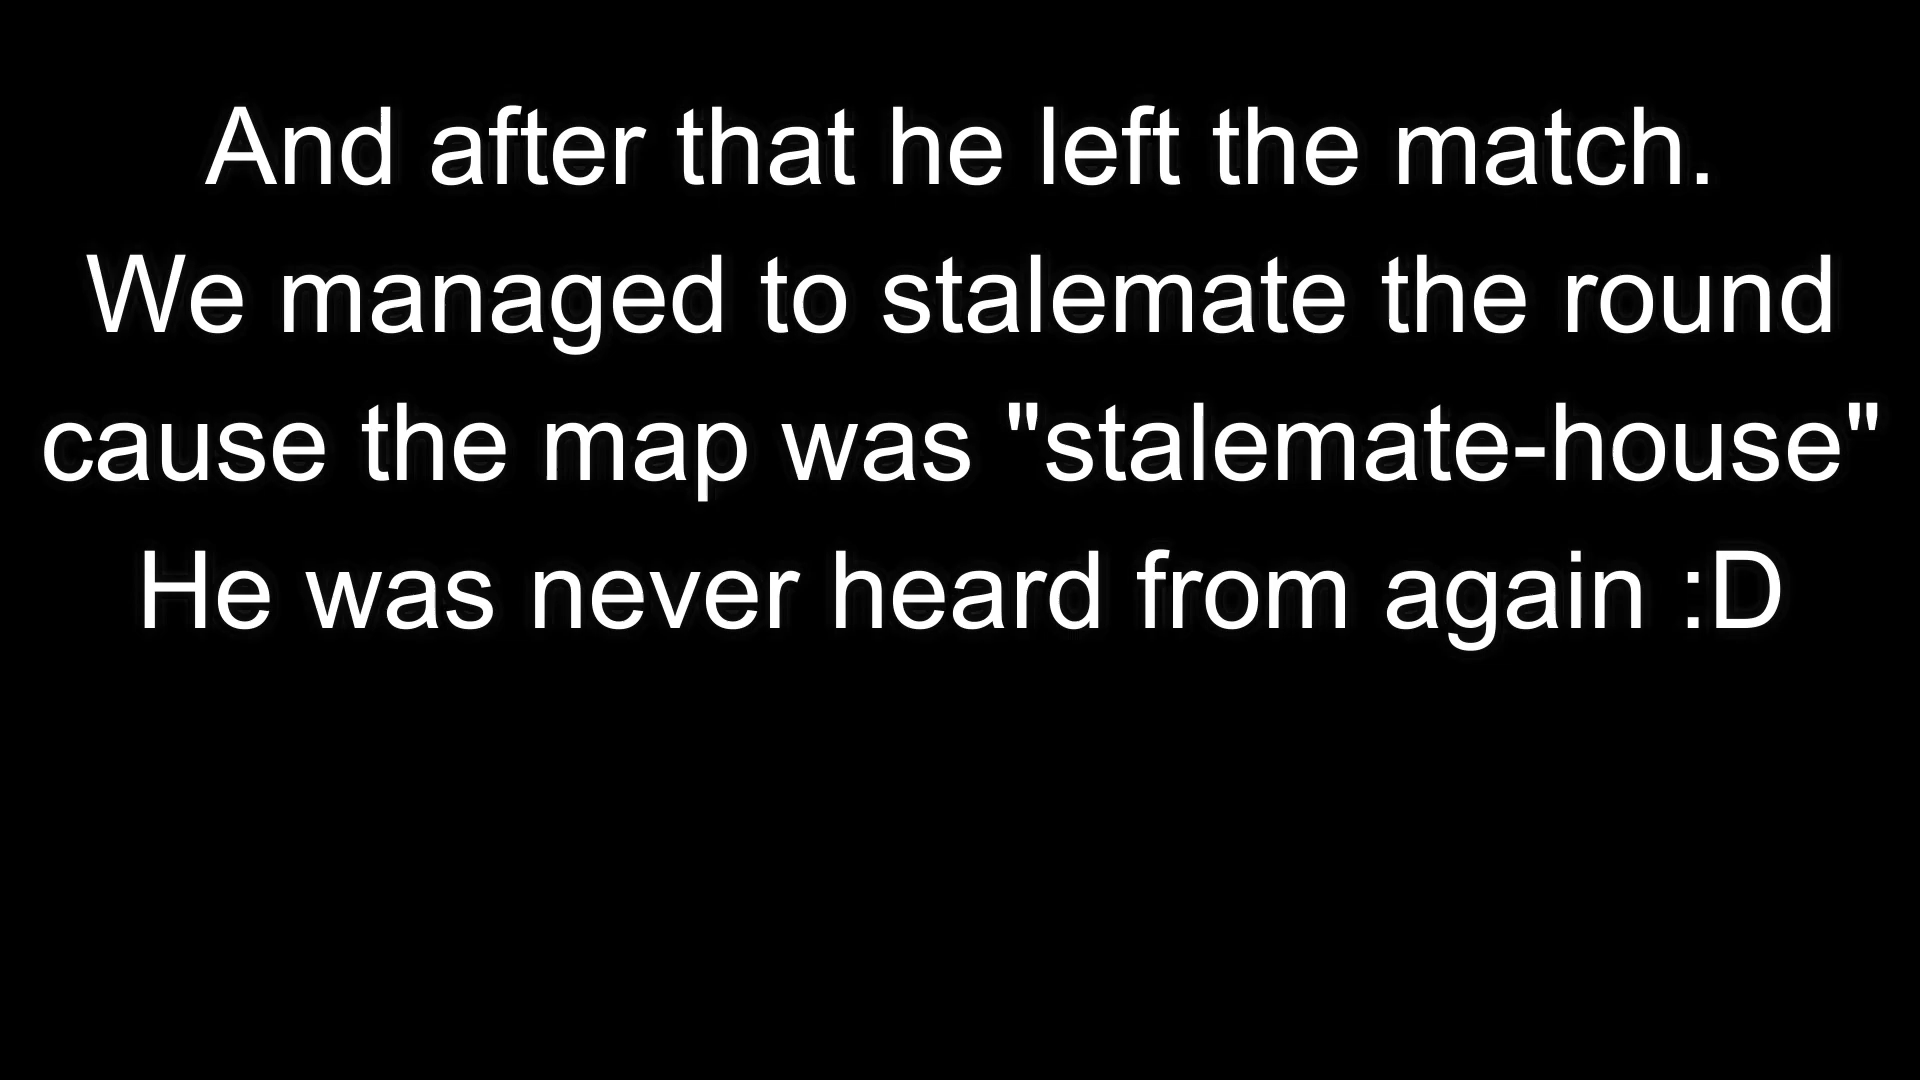 And after that he left the match.
We managed to stalemate the round
cause the map was "stalemate-house"
He was never heard from again :D